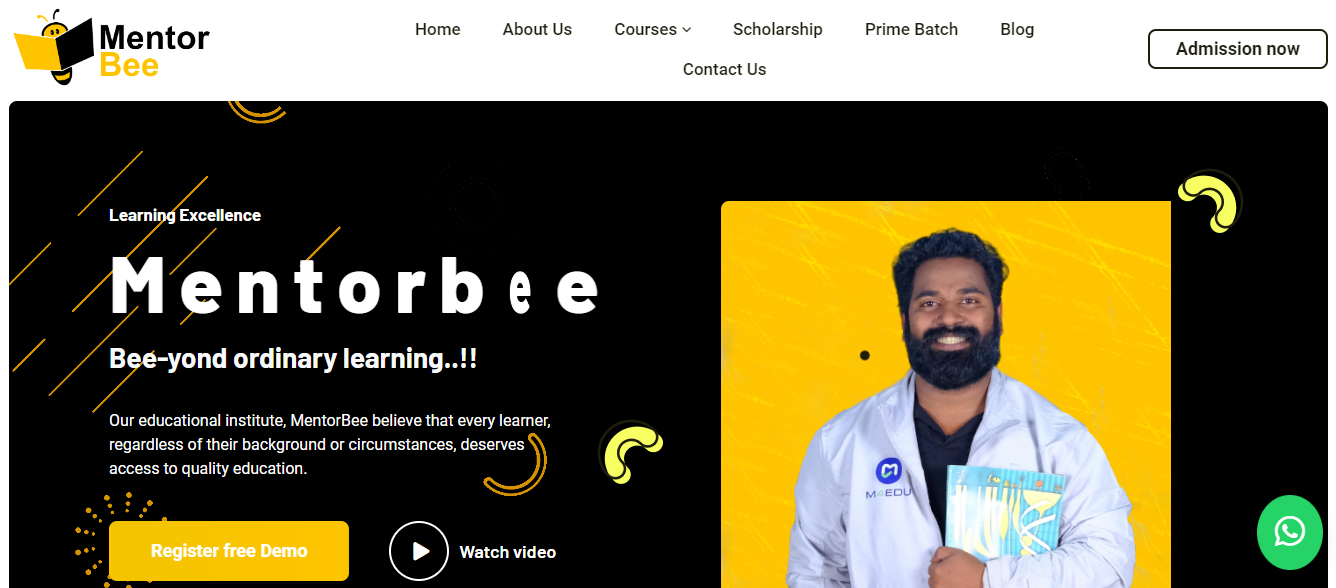 Mentor
Bee
Home About Us Courses Scholarship Prime Batch Blog
Contact Us
Admission now
Learning Excellence
Mentorbee
Bee-yond ordinary learning..!!
Our educational institute, MentorBee believe that every learner,
regardless of their background or circumstances, deserves
access to quality education.
Register free Demo
Watch video
M4EDU